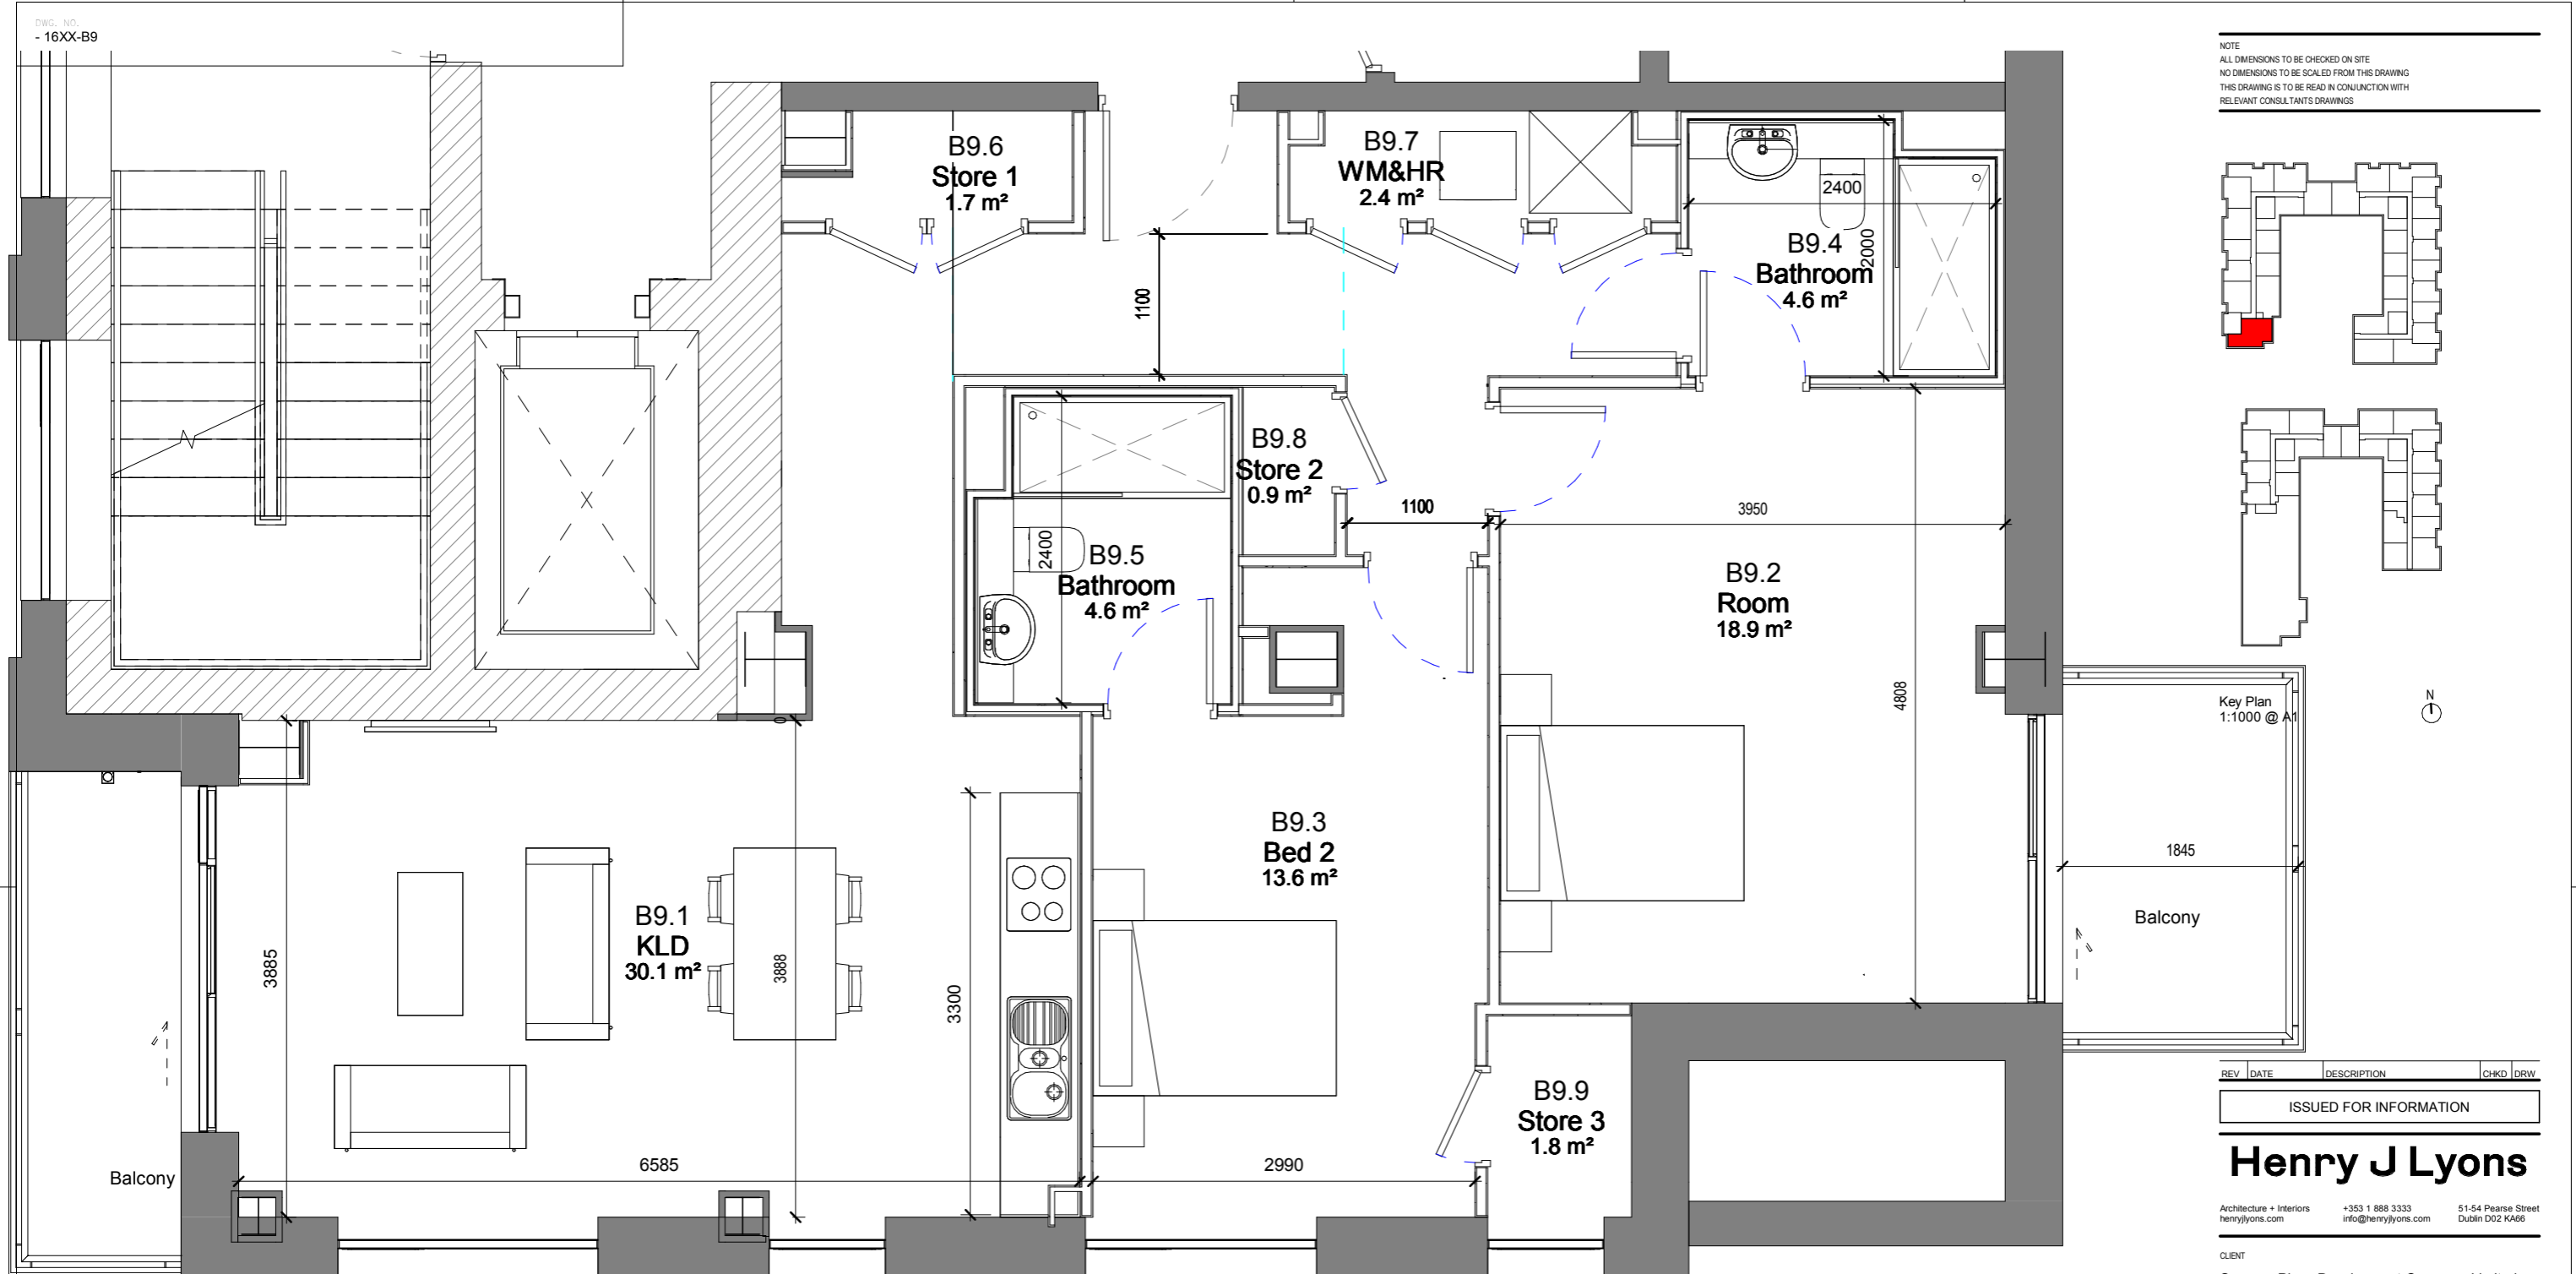 DWG. NO.
- 16XX-B9
NOTE
ALL DIMENSIONS TO BE CHECKED ON SITE
NO DIMENSIONS TO BE SCALED FROM THIS DRAWING
THIS DRAWING IS TO BE READ IN CONJUNCTION WITH
RELEVANT CONSULTANTS DRAWINGS
B9.6
Store 1
1.7 m²
B9.7
WM&HR
2.4 m²
2400
2000
B9.4
Bathroom
4.6 m²
1100
B9.8
Store 2
0.9 m²
1100
3950
2400
B9.5
Bathroom
4.6 m²
B9.2
Room
18.9 m²
4808
N
Key Plan
1:1000 @ A1
B9.3
Bed 2
13.6 m²
1845
Balcony
B9.1
KLD
30.1 m²
3885
3888
3300
B9.9
Store 3
1.8 m²
6585
2990
Balcony
REV DATE DESCRIPTION CHKD DRW
ISSUED FOR INFORMATION
Henry J Lyons
Architecture + Interiors +353 1 888 3333 51-54 Pearse Street
henryjlyons.com info@henryjlyons.com Dublin D02 KA66
CLIENT